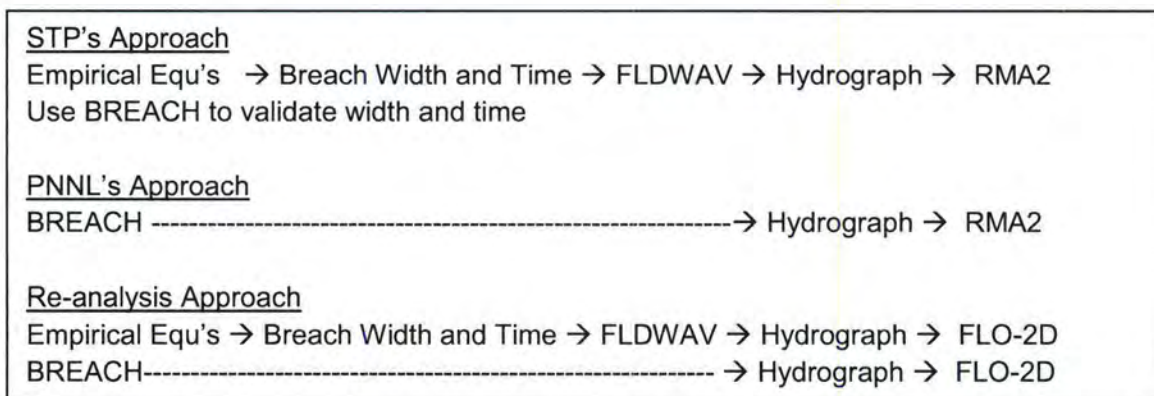 STP's Approach
Empirical Equ's → Breach Width and Time → FLDWAV → Hydrograph → RMA2
Use BREACH to validate width and time
PNNL's Approach
BREACH --------------------------------------------------------------→ Hydrograph → RMA2
Re-analysis Approach
Empirical Equ's → Breach Width and Time → FLDWAV → Hydrograph → FLO-2D
BREACH------------------------------------------------------------- → Hydrograph → FLO-2D